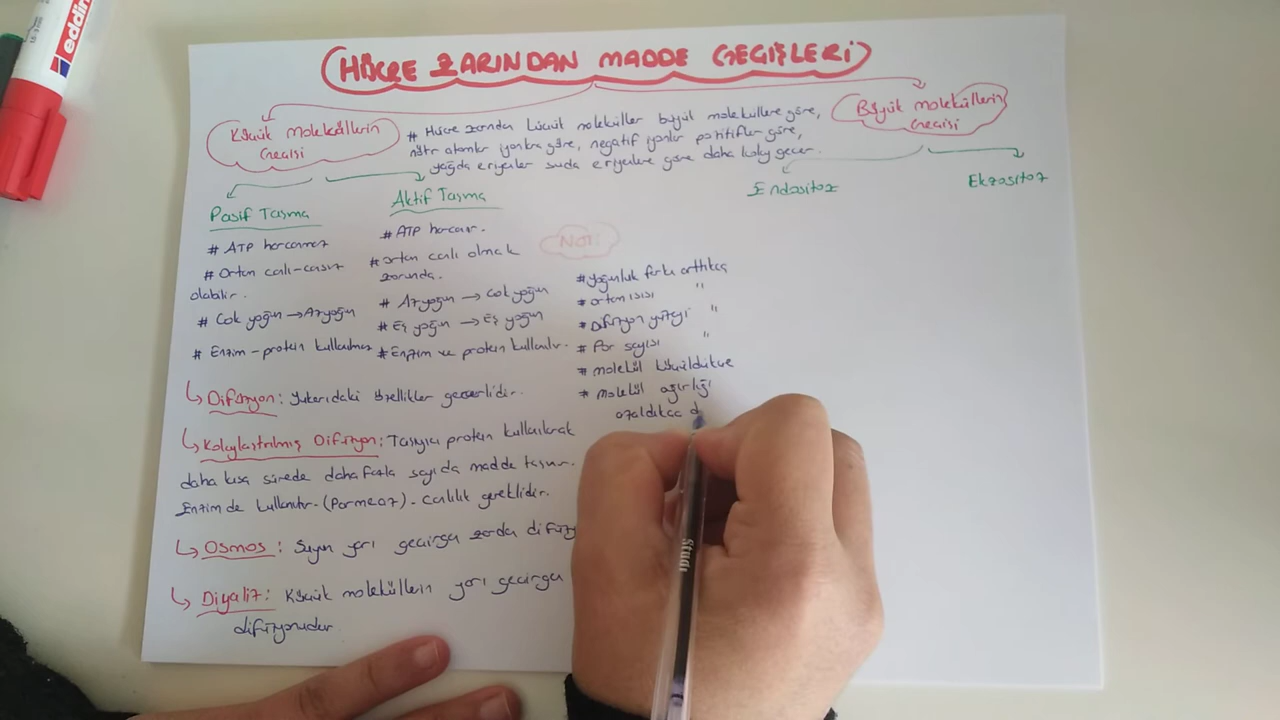 eddin
HÜCRE ZARINDAN MADDE GEÇİŞLERİ
Küçük Moleküllerin
Geçişi
# Hücre zarında küçük moleküller büyük moleküllere göre,
nötr atomlar iyonlara göre, negatif iyonlar pozitiflere göre,
yağda eriyenler suda eriyenlere göre daha kolay geçer.
Büyük Moleküllerin
Geçişi
Pasif Taşıma
# ATP harcanmaz
# Ortam canlı-cansız
olabilir.
# Çok yoğun → Az yoğun
# Enzim - protein kullanılmaz
Aktif Taşıma
# ATP harcanır.
# Ortam canlı olmak
zorunda.
# Az yoğun → Çok yoğun
# Eş yoğun → Eş yoğun
# Enzim ve protein kullanılır.
Endositoz
Ekzositoz
NOT:
# Yoğunluk farkı arttıkça
# Ortam ısısı "
# Difüzyon yüzeyi "
# Por sayısı "
# molekül küçüldükçe
# Molekül ağırlığı
azaldıkça d
Difüzyon: Yukarıdaki özellikler geçerlidir.
Kolaylaştırılmış Difüzyon: Taşıyıcı protein kullanılarak
daha kısa sürede daha fazla sayıda madde taşınır.
Enzim de kullanılır. (Permeaz). Canlılık gereklidir.
Osmos: Suyun yarı geçirgen zarda difüzy
Diyaliz: Küçük moleküllerin yarı geçirgen
difüzyonudur.
studi